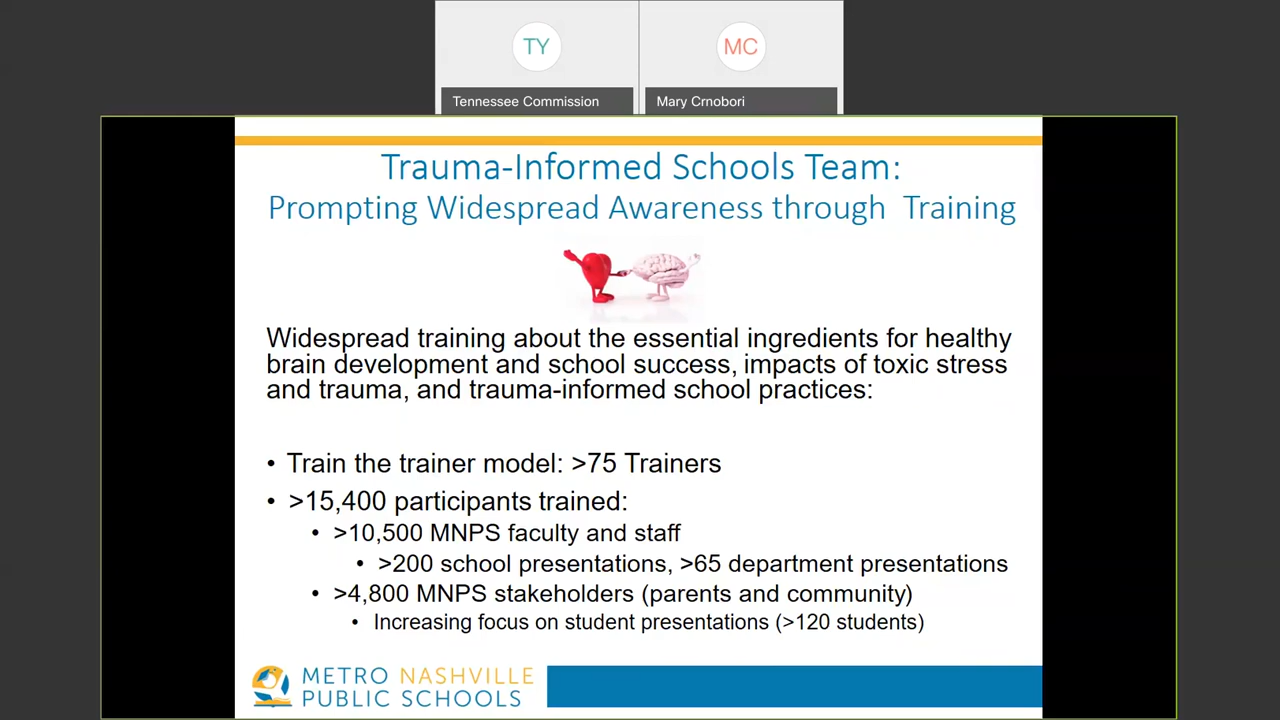 TY
MC
Tennessee Commission
Mary Crnobori
Trauma-Informed Schools Team:
Prompting Widespread Awareness through Training
Widespread training about the essential ingredients for healthy
brain development and school success, impacts of toxic stress
and trauma, and trauma-informed school practices:
• Train the trainer model: >75 Trainers
• >15,400 participants trained:
• >10,500 MNPS faculty and staff
• >200 school presentations, >65 department presentations
• >4,800 MNPS stakeholders (parents and community)
• Increasing focus on student presentations (>120 students)
METRO NASHVILLE
PUBLIC SCHOOLS